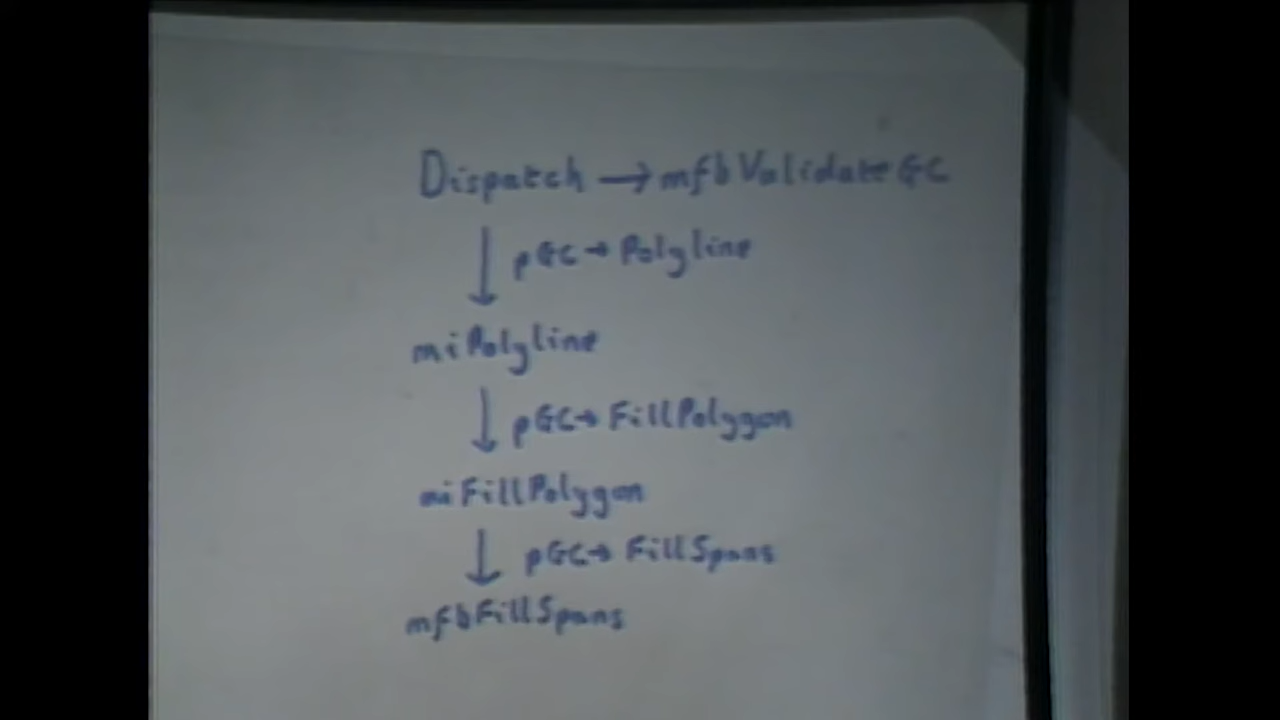 Dispatch → mfbValidateGC
↓ pGC→Polyline
miPolyline
↓ pGC→FillPolygon
miFillPolygon
↓ pGC→FillSpans
mfbFillSpans